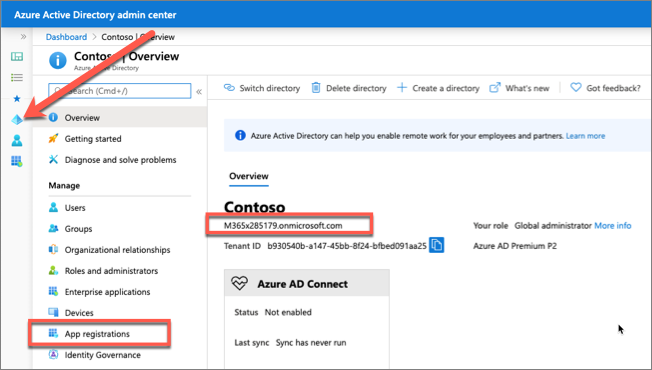 Azure Active Directory admin center
Dashboard > Contoso | Overview
Contoso | Overview
Azure Active Directory
Search (Cmd+/)
Overview
Getting started
Diagnose and solve problems
Manage
Users
Groups
Organizational relationships
Roles and administrators
Enterprise applications
Devices
App registrations
Identity Governance
Switch directory Delete directory Create a directory What's new Got feedback?
Azure Active Directory can help you enable remote work for your employees and partners. Learn more
Overview
Contoso
M365x285179.onmicrosoft.com
Your role Global administrator More info
Tenant ID b930540b-a147-45bb-8f24-bfbed091aa25
Azure AD Premium P2
Azure AD Connect
Status Not enabled
Last sync Sync has never run